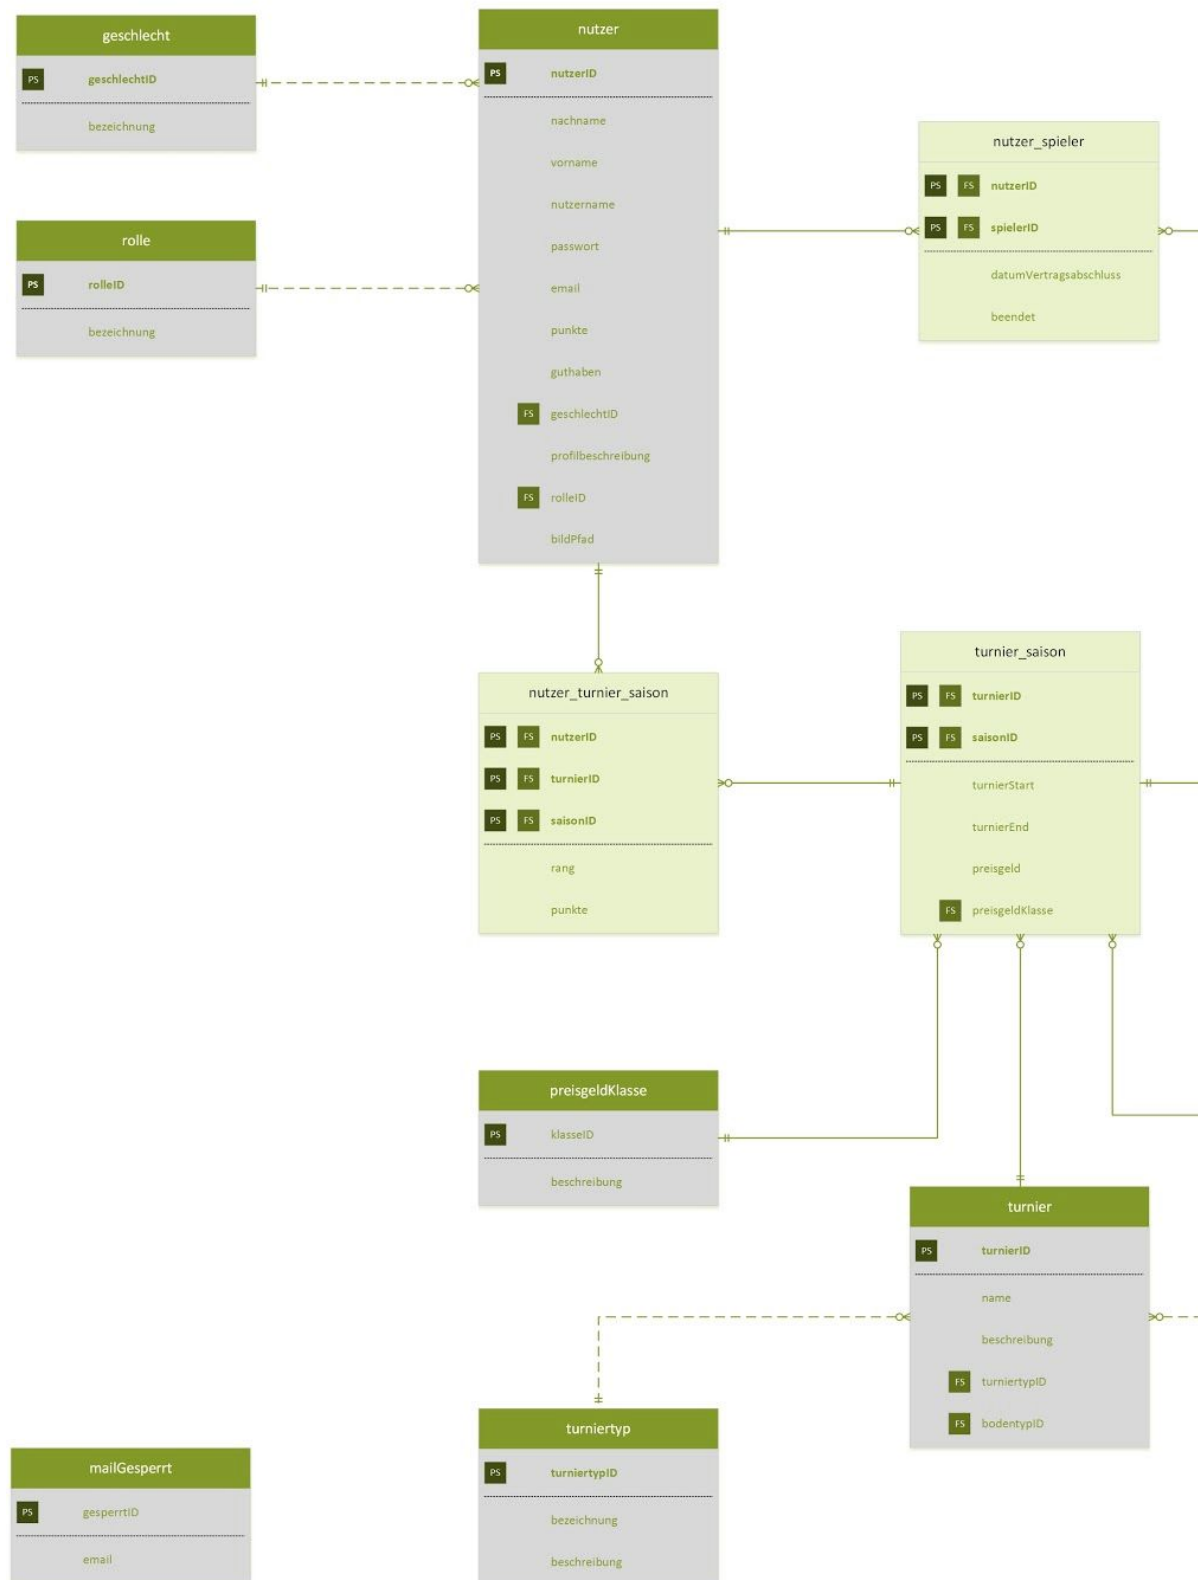 geschlecht
PS geschlechtID
bezeichnung
rolle
PS rolleID
bezeichnung
nutzer
PS nutzerID
nachname
vorname
nutzername
passwort
email
punkte
guthaben
FS geschlechtID
profilbeschreibung
FS rolleID
bildPfad
nutzer_spieler
PS FS nutzerID
PS FS spielerID
datumVertragsabschluss
beendet
nutzer_turnier_saison
PS FS nutzerID
PS FS turnierID
PS FS saisonID
rang
punkte
turnier_saison
PS FS turnierID
PS FS saisonID
turnierStart
turnierEnd
preisgeld
FS preisgeldKlasse
preisgeldKlasse
PS klasseID
beschreibung
turnier
PS turnierID
name
beschreibung
FS turniertypID
FS bodentypID
turniertyp
PS turniertypID
bezeichnung
beschreibung
mailGesperrt
PS gesperrtID
email